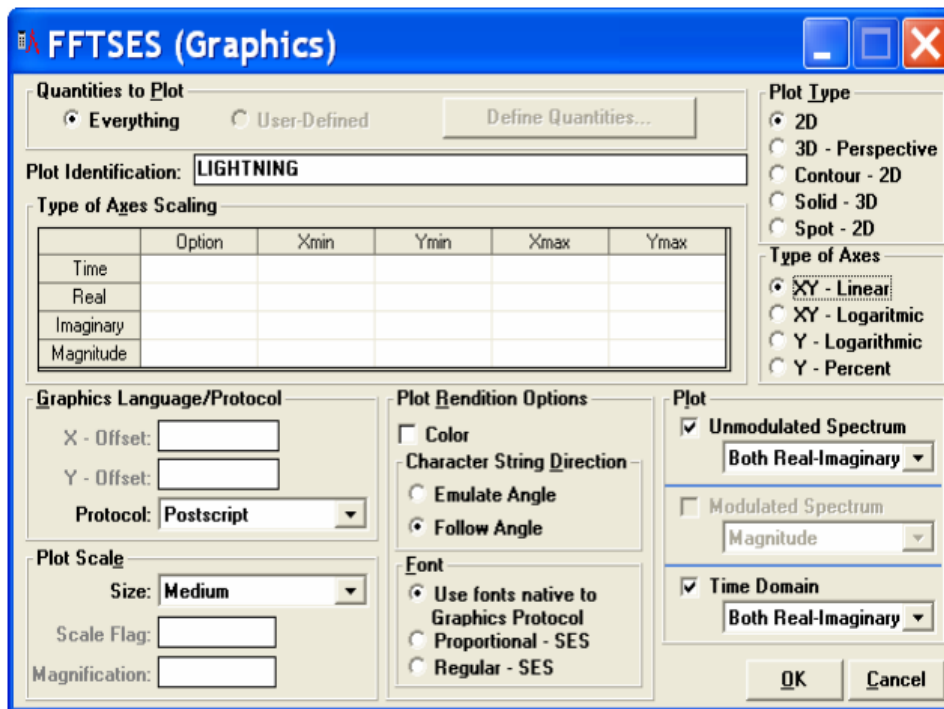 FFTSES (Graphics)
Quantities to Plot
Everything
User-Defined
Define Quantities...
Plot Identification: LIGHTNING
Type of Axes Scaling
Option Xmin Ymin Xmax Ymax
Time
Real
Imaginary
Magnitude
Plot Type
2D
3D - Perspective
Contour - 2D
Solid - 3D
Spot - 2D
Type of Axes
XY - Linear
XY - Logaritmic
Y - Logarithmic
Y - Percent
Graphics Language/Protocol
X - Offset:
Y - Offset:
Protocol: Postscript
Plot Scale
Size: Medium
Scale Flag:
Magnification:
Plot Rendition Options
Color
Character String Direction
Emulate Angle
Follow Angle
Font
Use fonts native to
Graphics Protocol
Proportional - SES
Regular - SES
Plot
Unmodulated Spectrum
Both Real-Imaginary
Modulated Spectrum
Magnitude
Time Domain
Both Real-Imaginary
OK Cancel